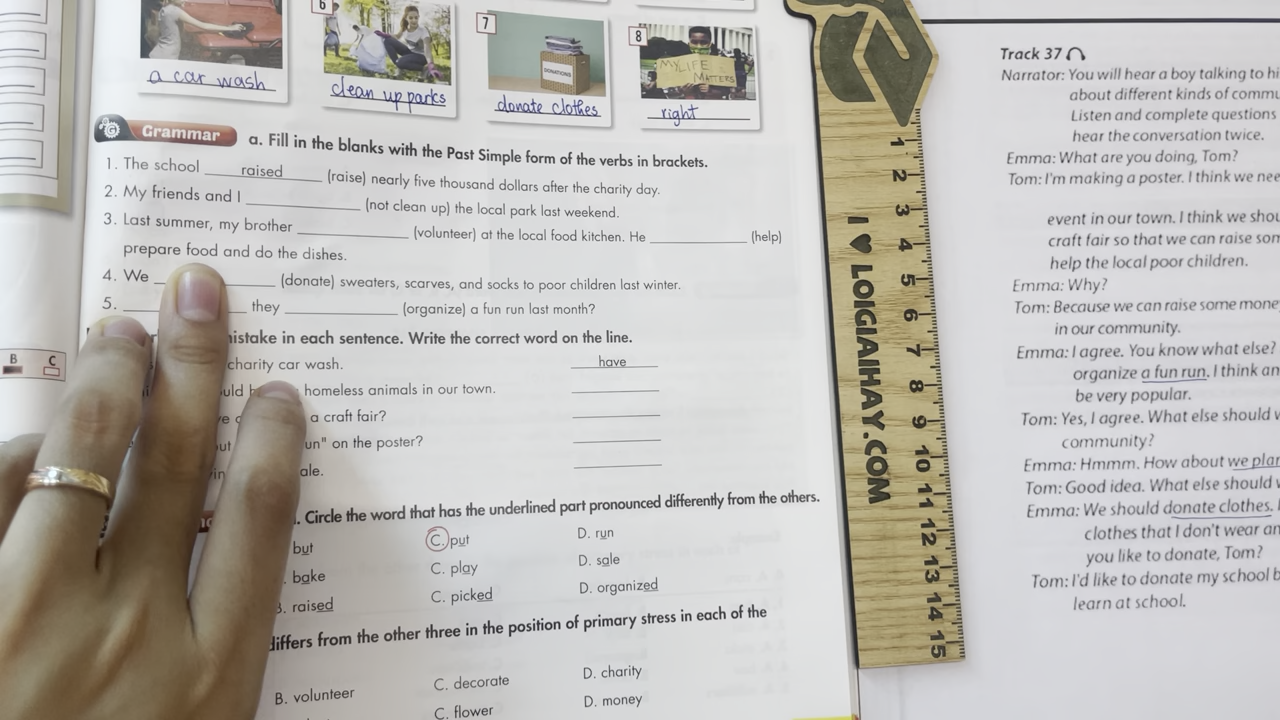 6
7
8
a car wash
clean up parks
donate clothes
right
DONATIONS
MY LIFE
MATTERS
Grammar
a. Fill in the blanks with the Past Simple form of the verbs in brackets.
1. The school raised (raise) nearly five thousand dollars after the charity day.
2. My friends and I (not clean up) the local park last weekend.
3. Last summer, my brother (volunteer) at the local food kitchen. He (help)
prepare food and do the dishes.
4. We (donate) sweaters, scarves, and socks to poor children last winter.
5. they (organize) a fun run last month?
mistake in each sentence. Write the correct word on the line.
charity car wash. have
homeless animals in our town.
a craft fair?
un" on the poster?
ale.
. Circle the word that has the underlined part pronounced differently from the others.
but C. put D. run
bake C. play D. sale
B. raised C. picked D. organized
differs from the other three in the position of primary stress in each of the
B. volunteer C. decorate D. charity
C. flower D. money
B C
I ♥ LOIGIAIHAY.COM
1 2 3 4 5 6 7 8 9 10 11 12 13 14 15
Track 37
Narrator: You will hear a boy talking to hi
about different kinds of commu
Listen and complete questions
hear the conversation twice.
Emma: What are you doing, Tom?
Tom: I'm making a poster. I think we nee
event in our town. I think we shou
craft fair so that we can raise som
help the local poor children.
Emma: Why?
Tom: Because we can raise some mone
in our community.
Emma: I agree. You know what else?
organize a fun run. I think an
be very popular.
Tom: Yes, I agree. What else should w
community?
Emma: Hmmm. How about we plan
Tom: Good idea. What else should w
Emma: We should donate clothes.
clothes that I don't wear an
you like to donate, Tom?
Tom: I'd like to donate my school b
learn at school.